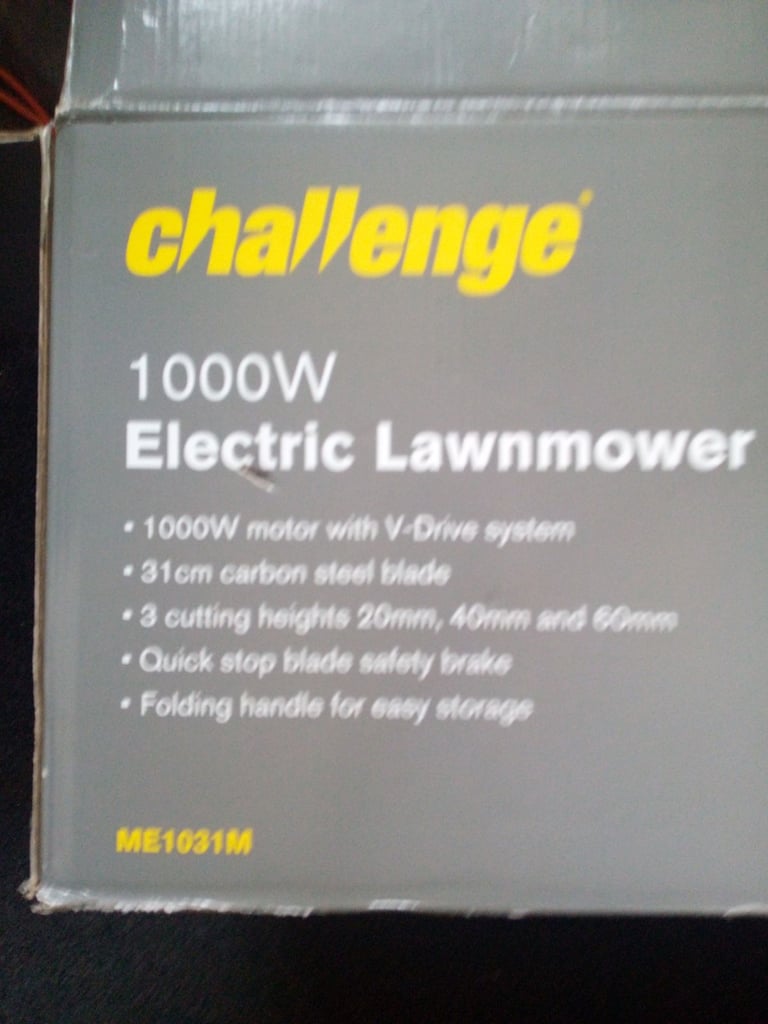 challenge
1000W
Electric Lawnmower
• 1000W motor with V-Drive system
• 31cm carbon steel blade
• 3 cutting heights 20mm, 40mm and 60mm
• Quick stop blade safety brake
• Folding handle for easy storage
ME1031M